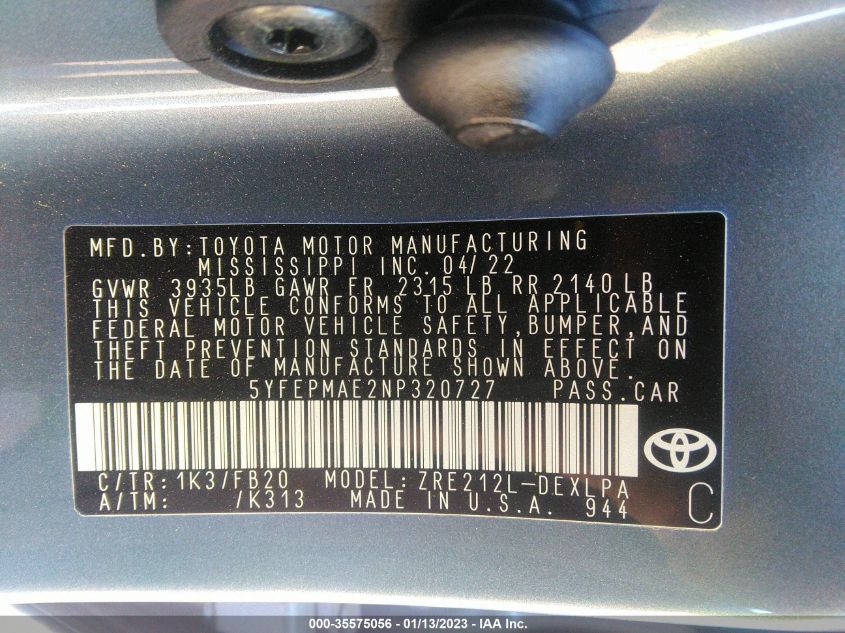 MFD.BY:TOYOTA MOTOR MANUFACTURING
MISSISSIPPI INC. 04/22
GVWR 3935LB GAWR FR 2315 LB RR 2140 LB
THIS VEHICLE CONFORMS TO ALL APPLICABLE
FEDERAL MOTOR VEHICLE SAFETY,BUMPER,AND
THEFT PREVENTION STANDARDS IN EFFECT ON
THE DATE OF MANUFACTURE SHOWN ABOVE.
5YFEPMAE2NP320727 PASS.CAR
C/TR:1K3/FB20 MODEL:ZRE212L-DEXLPA
A/TM: /K313 MADE IN U.S.A. 944 C
000-35575056 - 01/13/2023 - IAA Inc.